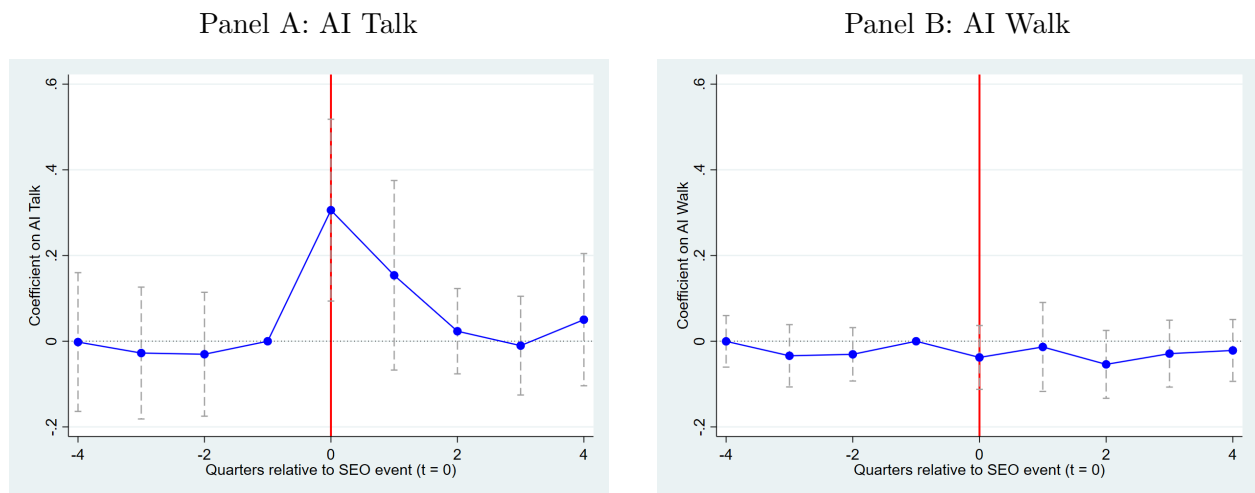 Panel A: AI Talk
.6
.4
.2
0
-.2
Coefficient on AI Talk
-4 -2 0 2 4
Quarters relative to SEO event (t = 0)
Panel B: AI Walk
.6
.4
.2
0
-.2
Coefficient on AI Walk
-4 -2 0 2 4
Quarters relative to SEO event (t = 0)